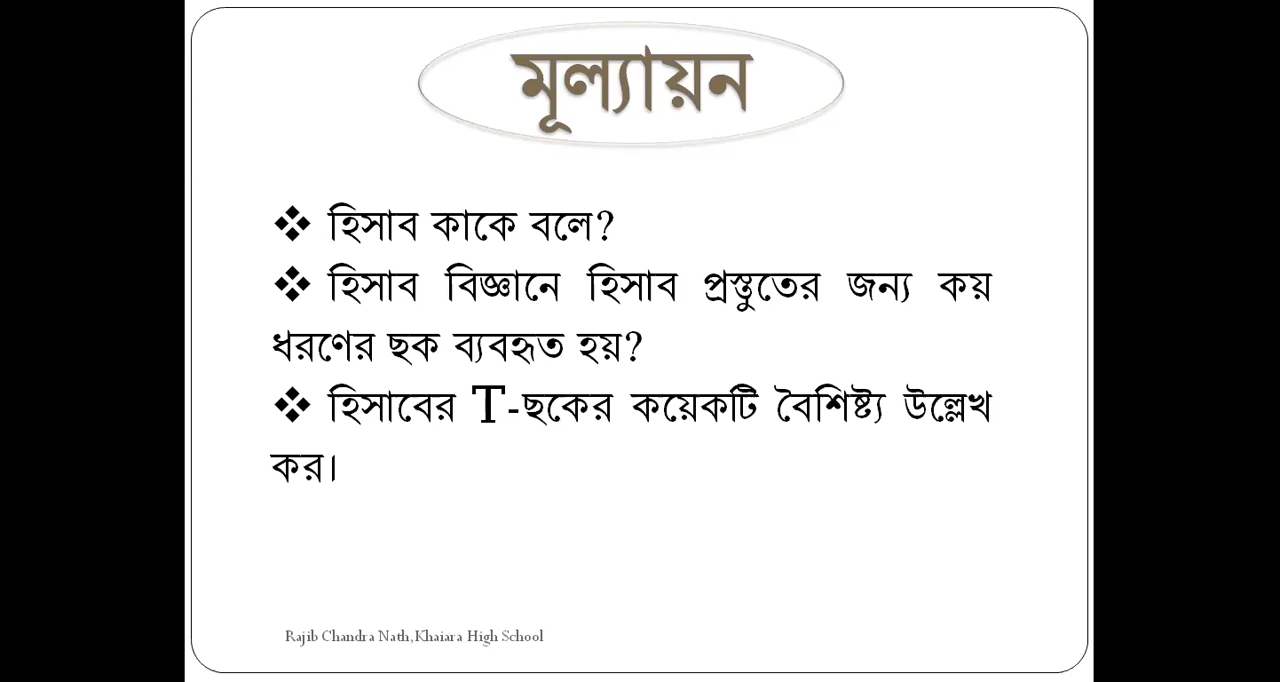 মূল্যায়ন
❖ হিসাব কাকে বলে?
❖ হিসাব বিজ্ঞানে হিসাব প্রস্তুতের জন্য কয়
ধরণের ছক ব্যবহৃত হয়?
❖ হিসাবের T-ছকের কয়েকটি বৈশিষ্ট্য উল্লেখ
কর।
Rajib Chandra Nath,Khaiara High School